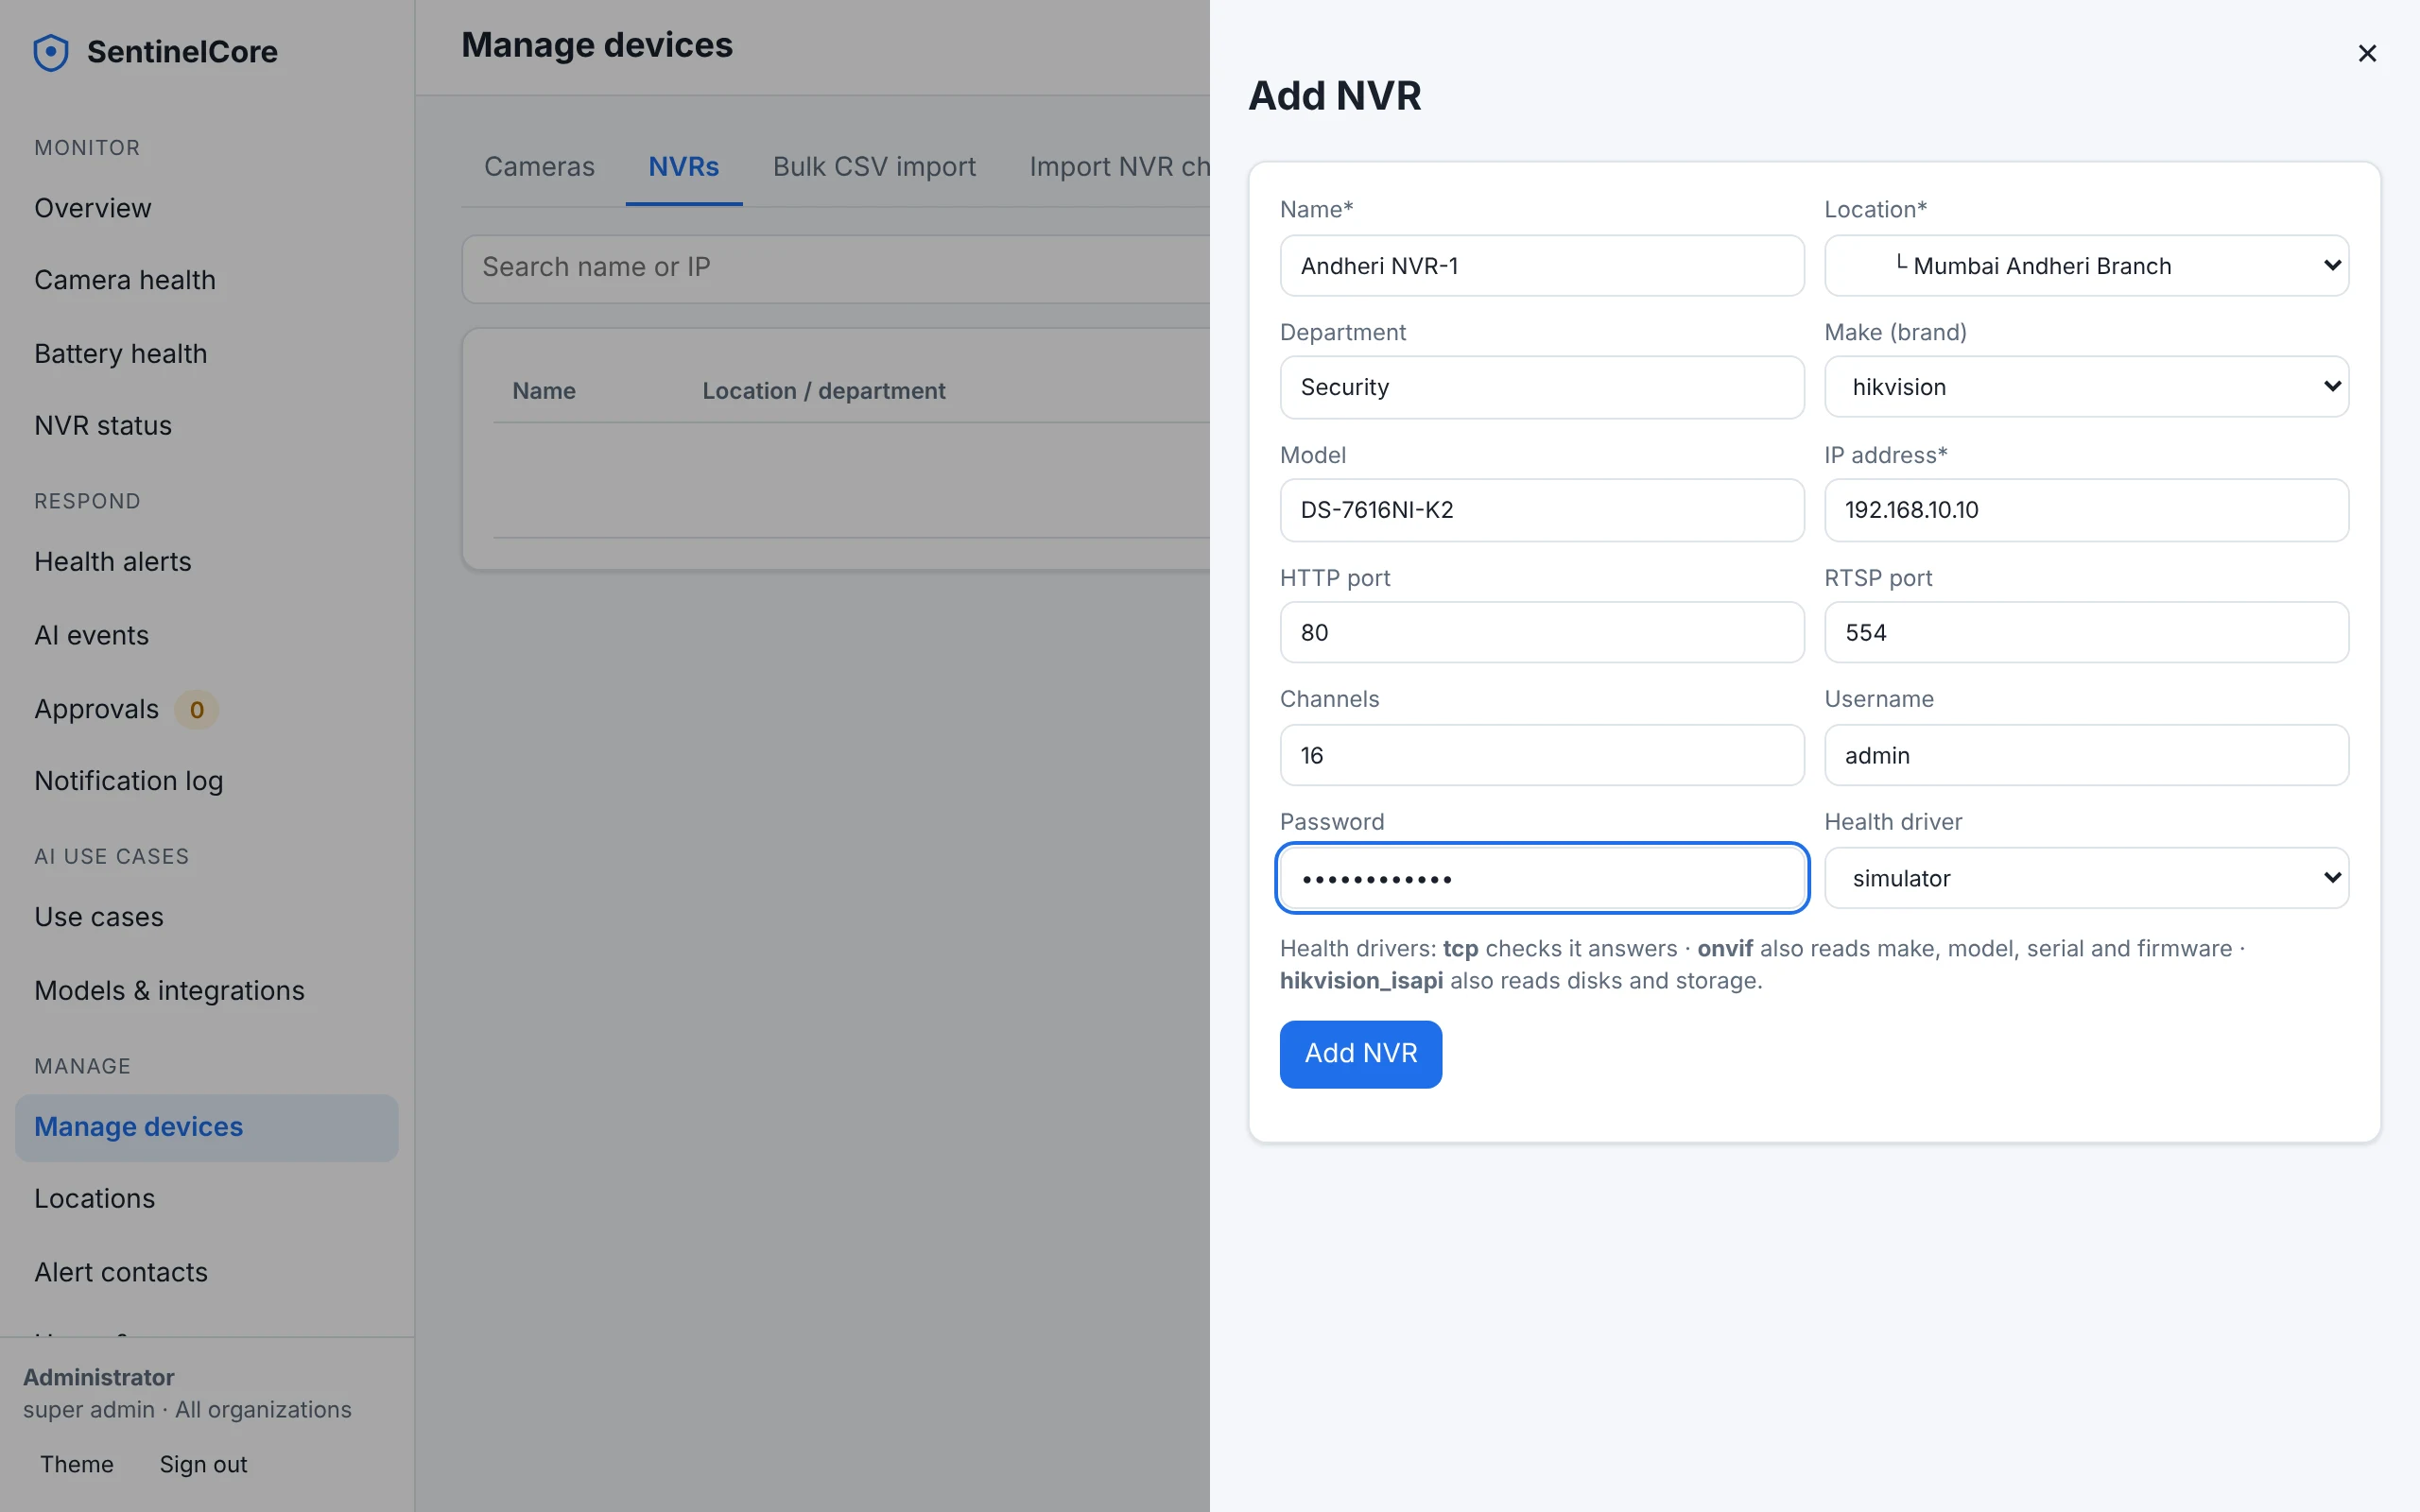 SentinelCore
MONITOR
Overview
Camera health
Battery health
NVR status
RESPOND
Health alerts
AI events
Approvals 0
Notification log
AI USE CASES
Use cases
Models & integrations
MANAGE
Manage devices
Locations
Alert contacts
Administrator
super admin · All organizations
Theme Sign out
Manage devices
Cameras NVRs Bulk CSV import Import NVR ch
Search name or IP
Name Location / department
✕
Add NVR
Name* Location*
Andheri NVR-1 └ Mumbai Andheri Branch
Department Make (brand)
Security hikvision
Model IP address*
DS-7616NI-K2 192.168.10.10
HTTP port RTSP port
80 554
Channels Username
16 admin
Password Health driver
•••••••••••• simulator
Health drivers: tcp checks it answers · onvif also reads make, model, serial and firmware ·
hikvision_isapi also reads disks and storage.
Add NVR